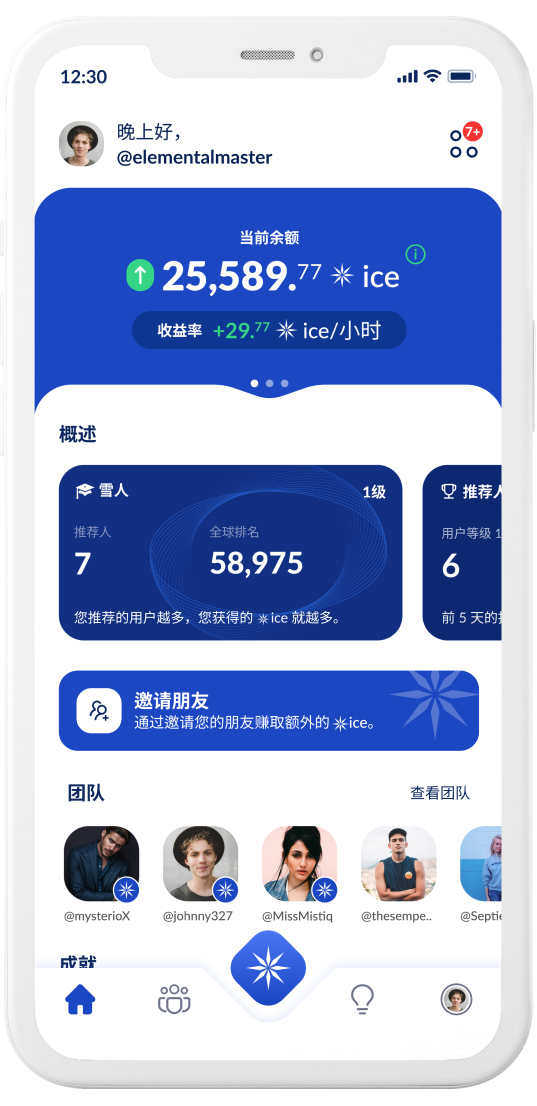 12:30
晚上好，
@elementalmaster
7+
当前余额
25,589.77 ice
收益率 +29.77 ice/小时
概述
雪人 1级
推荐人 全球排名
7 58,975
您推荐的用户越多，您获得的 ice 就越多。
推荐人
用户等级 1
6
前 5 天的
邀请朋友
通过邀请您的朋友赚取额外的 ice。
团队 查看团队
@mysterioX @johnny327 @MissMistiq @thesempe.. @Septi
成就